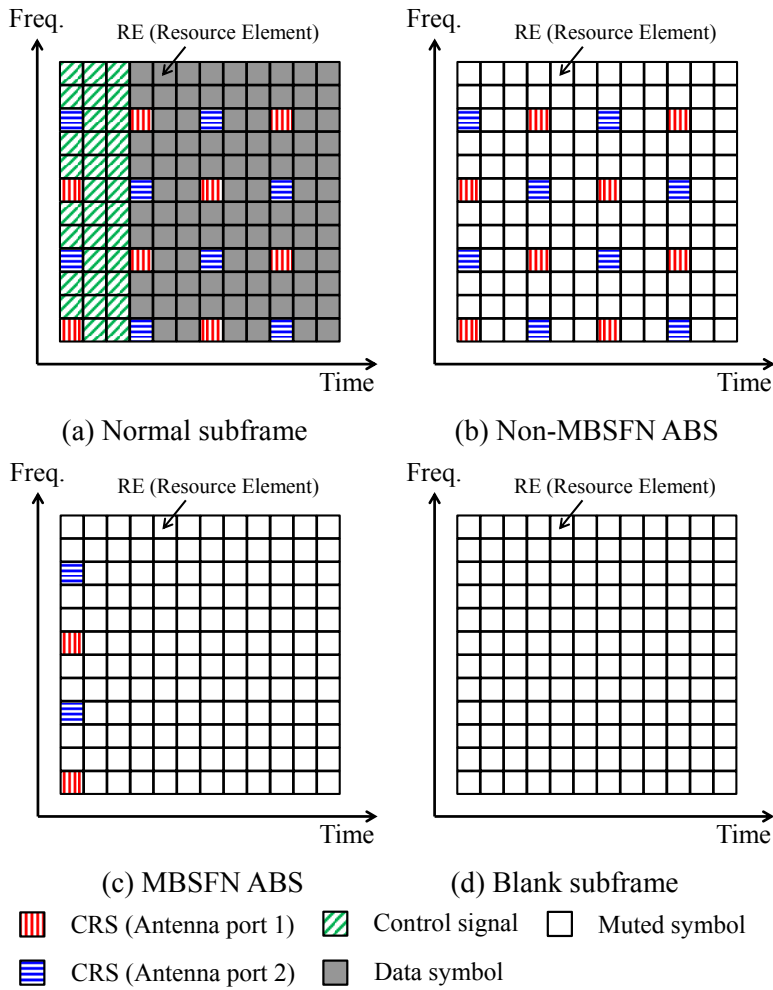 Freq.
RE (Resource Element)
Time
(a) Normal subframe
Freq.
RE (Resource Element)
Time
(b) Non-MBSFN ABS
Freq.
RE (Resource Element)
Time
(c) MBSFN ABS
Freq.
RE (Resource Element)
Time
(d) Blank subframe
CRS (Antenna port 1)
Control signal
Muted symbol
CRS (Antenna port 2)
Data symbol